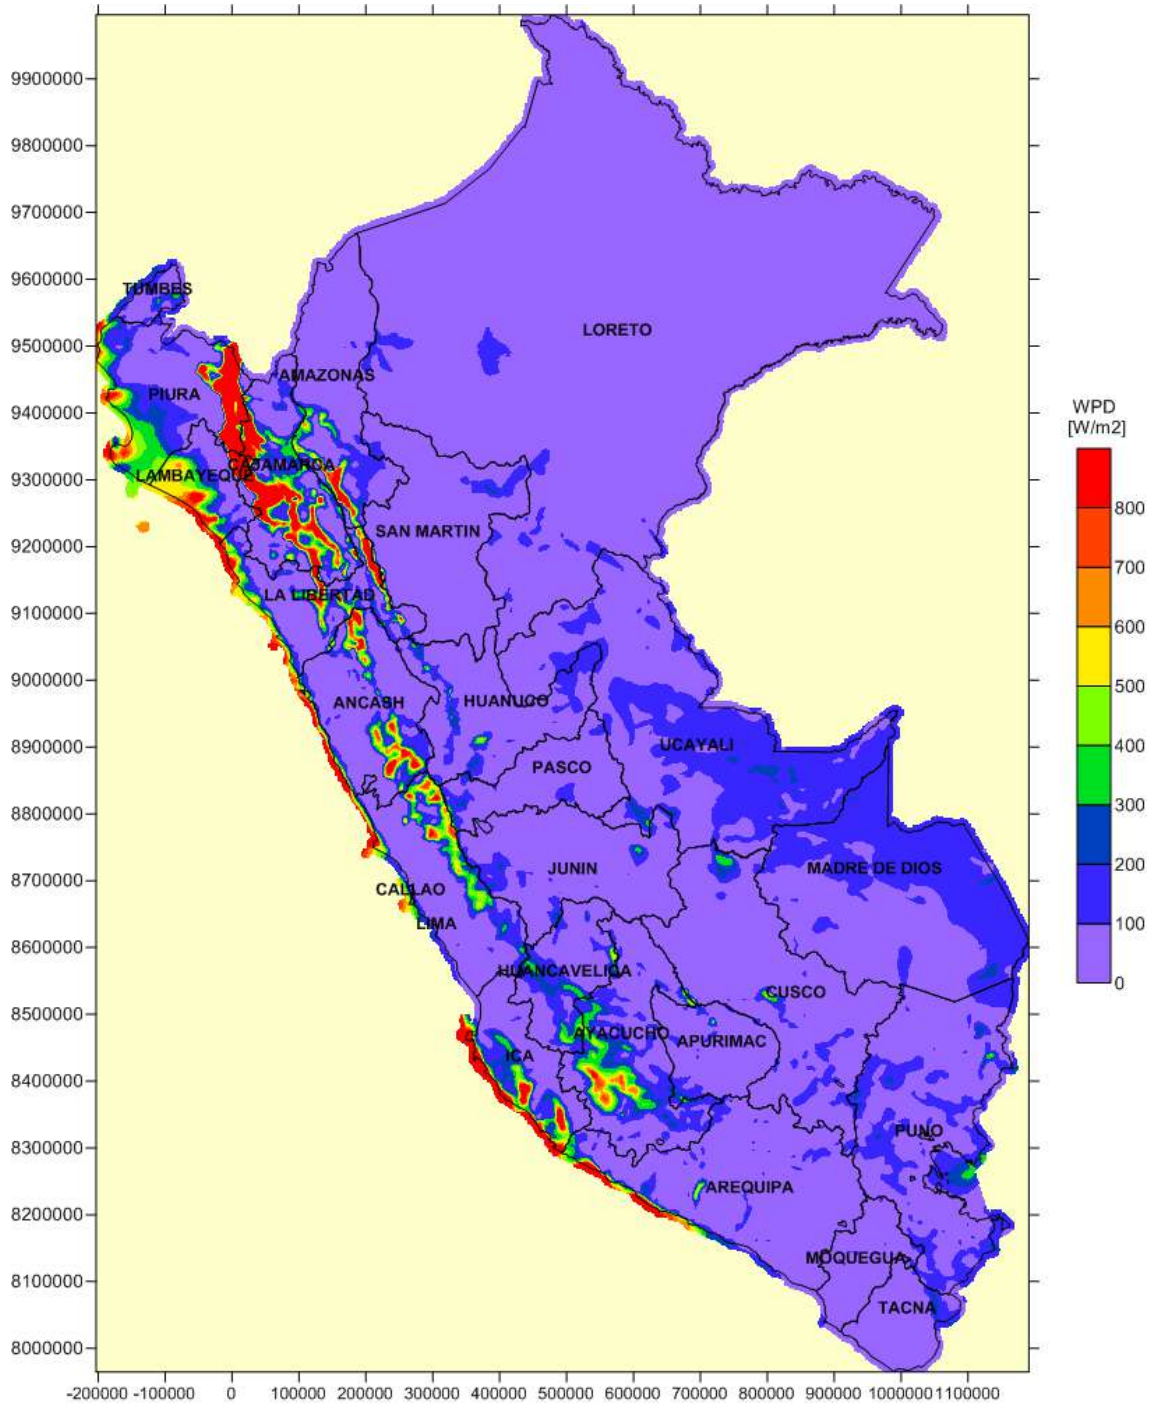 9900000
9800000
9700000
9600000
9500000
9400000
9300000
9200000
9100000
9000000
8900000
8800000
8700000
8600000
8500000
8400000
8300000
8200000
8100000
8000000
TUMBES
LORETO
AMAZONAS
PIURA
CAJAMARCA
LAMBAYEQUE
SAN MARTIN
LA LIBERTAD
ANCASH
HUANUCO
UCAYALI
PASCO
JUNIN
MADRE DE DIOS
CALLAO
LIMA
HUANCAVELICA
CUSCO
AYACUCHO
APURIMAC
ICA
PUNO
AREQUIPA
MOQUEGUA
TACNA
WPD
[W/m2]
800
700
600
500
400
300
200
100
0
-200000 -100000 0 100000 200000 300000 400000 500000 600000 700000 800000 900000 1000000 1100000